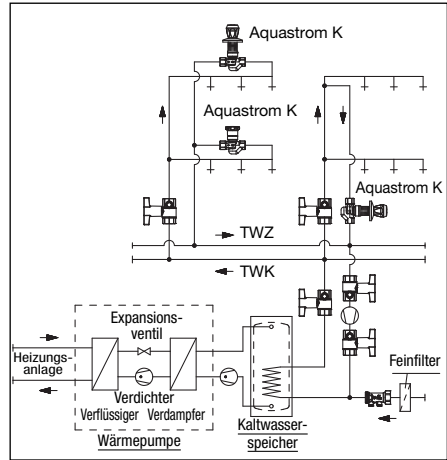 Aquastrom K
Aquastrom K
Aquastrom K
TWZ
TWK
Expansions-
ventil
Heizungs-
anlage
Verdichter
Verflüssiger
Verdampfer
Wärmepumpe
Kaltwasser-
speicher
Feinfilter